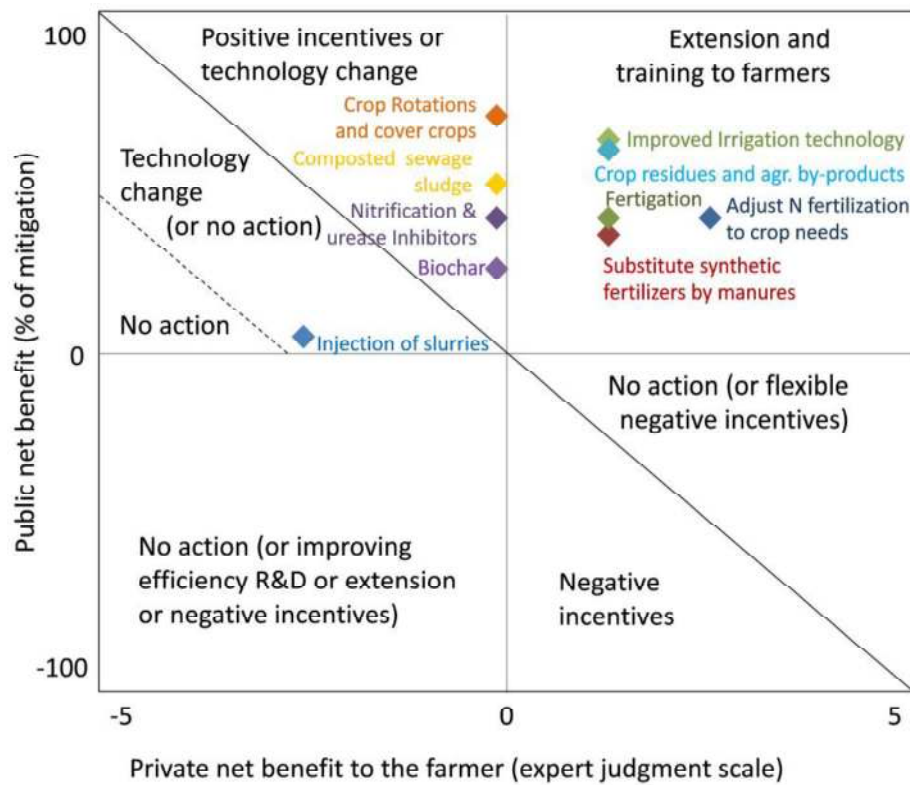 100
Positive incentives or
technology change
Extension and
training to farmers
Crop Rotations
and cover crops
Improved Irrigation technology
Technology
change
(or no action)
Composted sewage
sludge
Crop residues and agr. by-products
Fertigation
Adjust N fertilization
to crop needs
Nitrification &
urease Inhibitors
Biochar
Substitute synthetic
fertilizers by manures
No action
Injection of slurries
0
No action (or flexible
negative incentives)
No action (or improving
efficiency R&D or extension
or negative incentives)
Negative
incentives
-100
Public net benefit (% of mitigation)
-5
0
5
Private net benefit to the farmer (expert judgment scale)